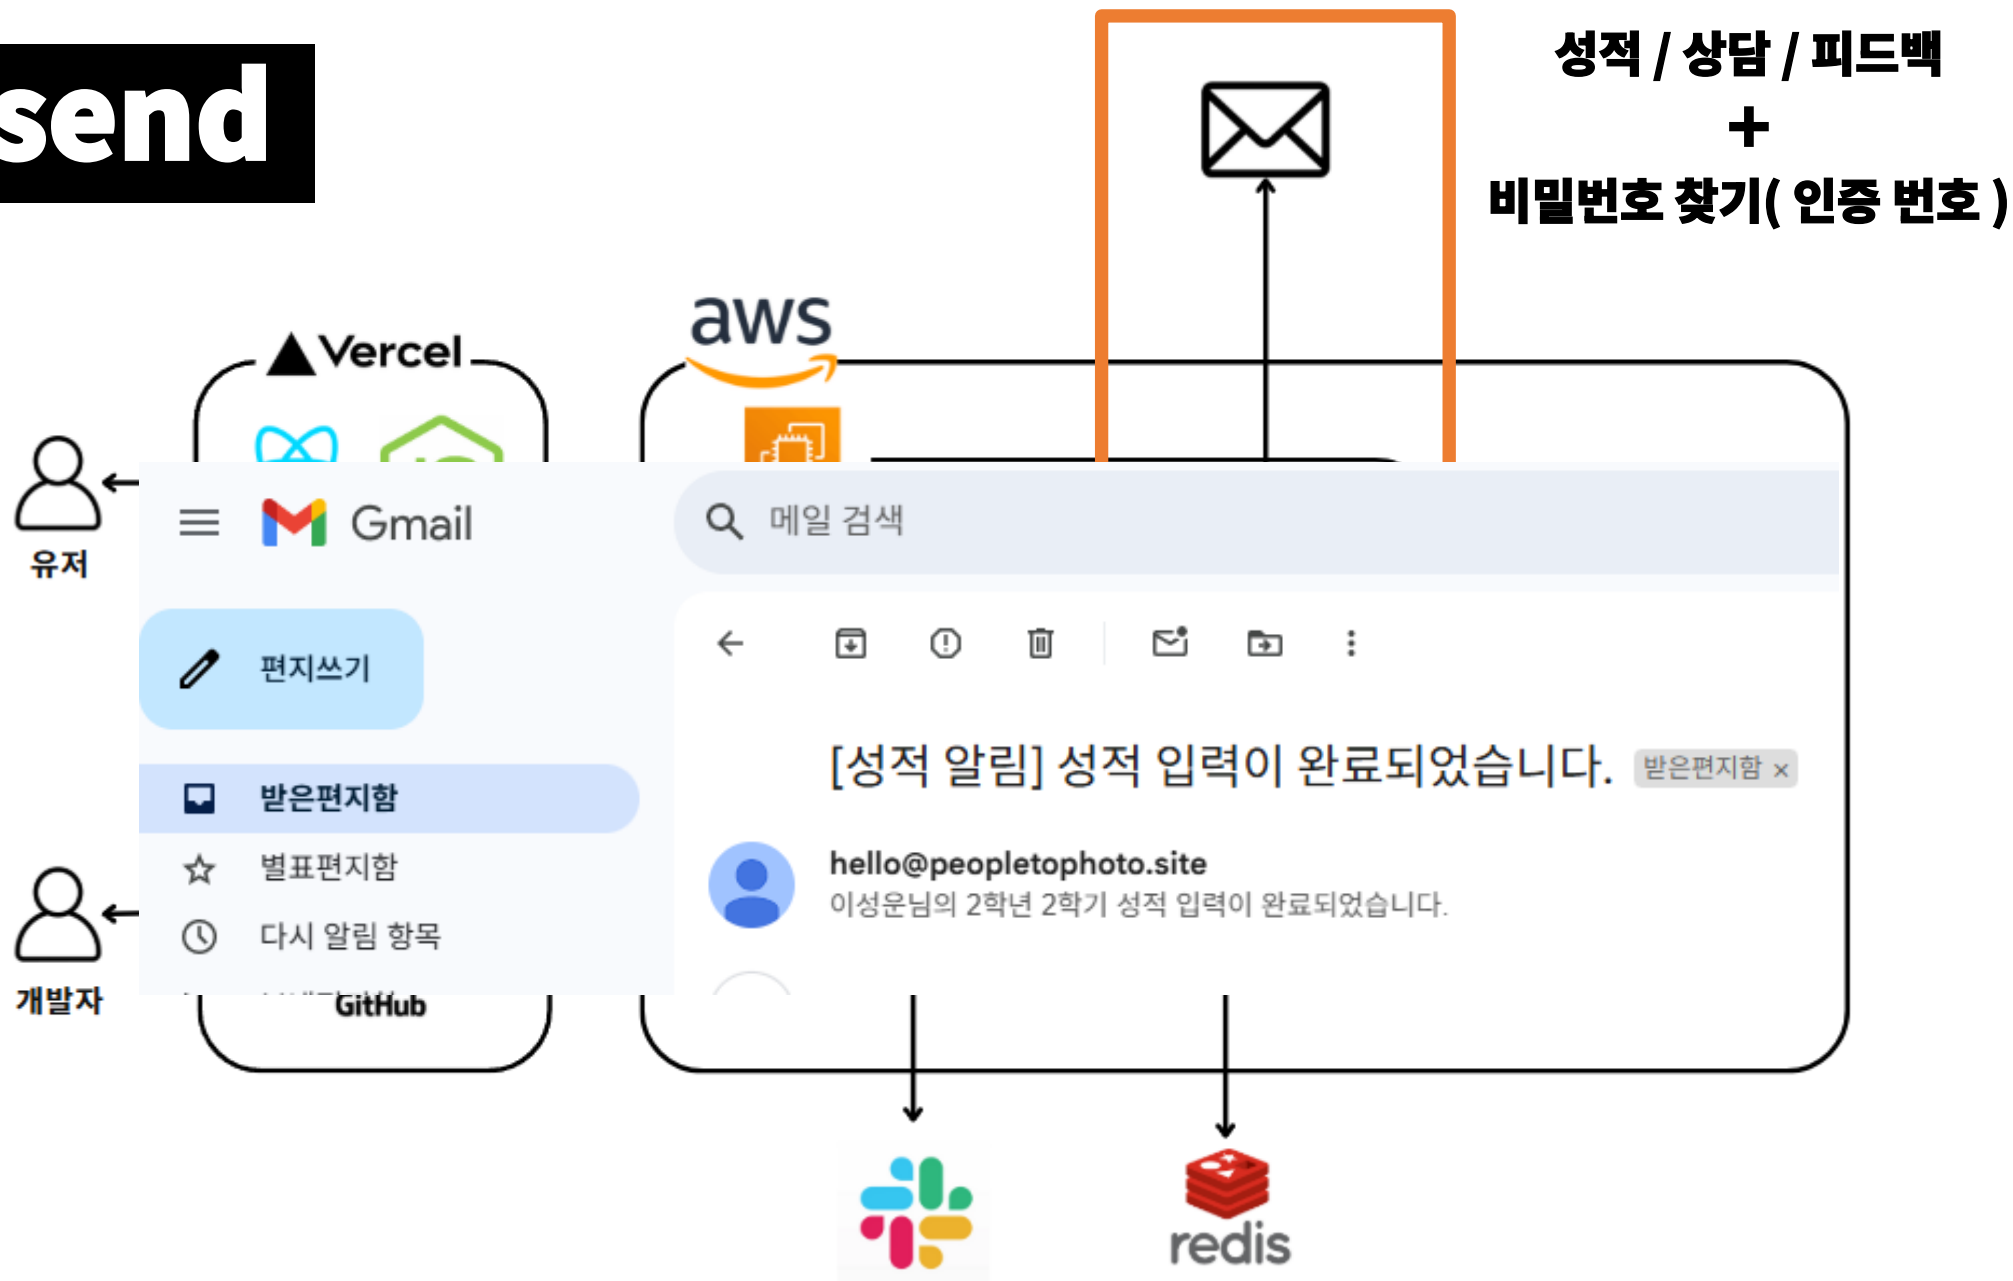 send
성적 / 상담 / 피드백
+
비밀번호 찾기( 인증 번호 )
aws
Vercel
유저
Gmail
메일 검색
편지쓰기
[성적 알림] 성적 입력이 완료되었습니다.
받은편지함 ×
받은편지함
hello@peopletophoto.site
이성운님의 2학년 2학기 성적 입력이 완료되었습니다.
별표편지함
다시 알림 항목
개발자
GitHub
redis